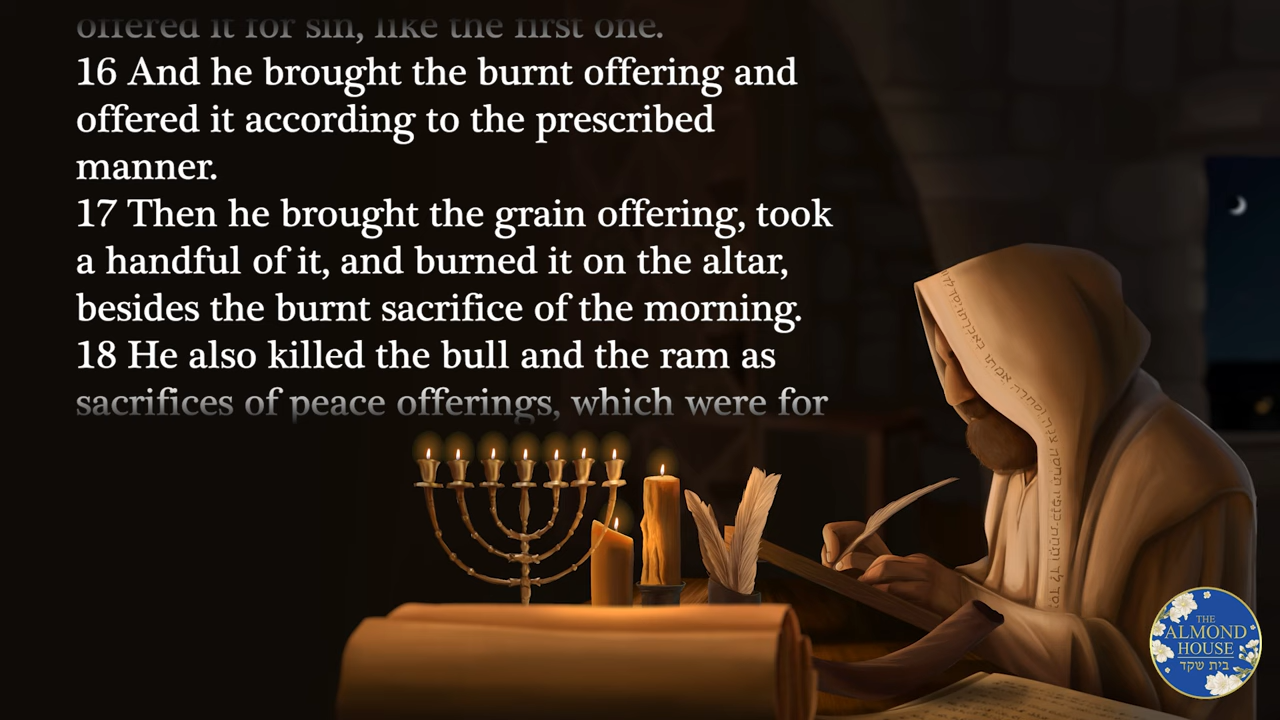 offered it for sin, like the first one.
16 And he brought the burnt offering and
offered it according to the prescribed
manner.
17 Then he brought the grain offering, took
a handful of it, and burned it on the altar,
besides the burnt sacrifice of the morning.
18 He also killed the bull and the ram as
sacrifices of peace offerings, which were for
THE
ALMOND
HOUSE
בית שקד